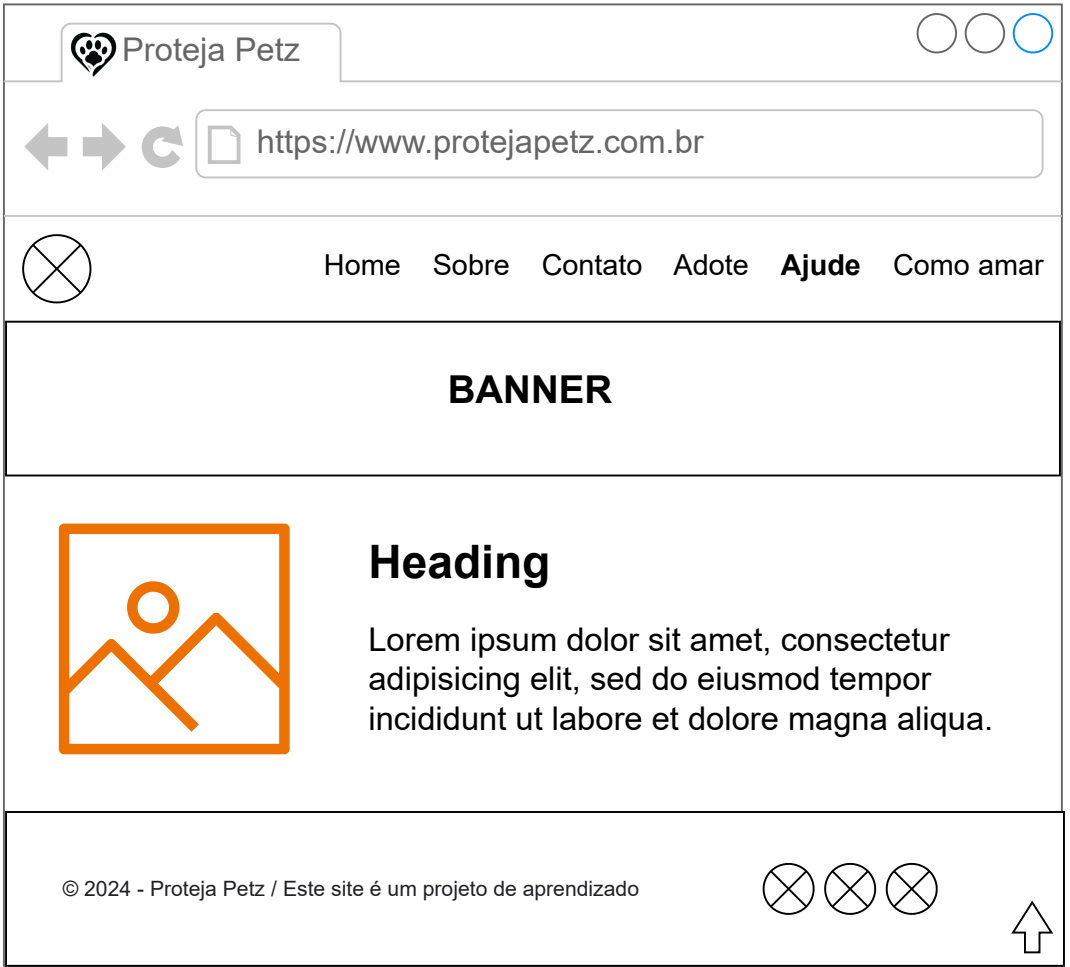 Proteja Petz
https://www.protejapetz.com.br
Home Sobre Contato Adote Ajude Como amar
BANNER
Heading
Lorem ipsum dolor sit amet, consectetur
adipisicing elit, sed do eiusmod tempor
incididunt ut labore et dolore magna aliqua.
© 2024 - Proteja Petz / Este site é um projeto de aprendizado